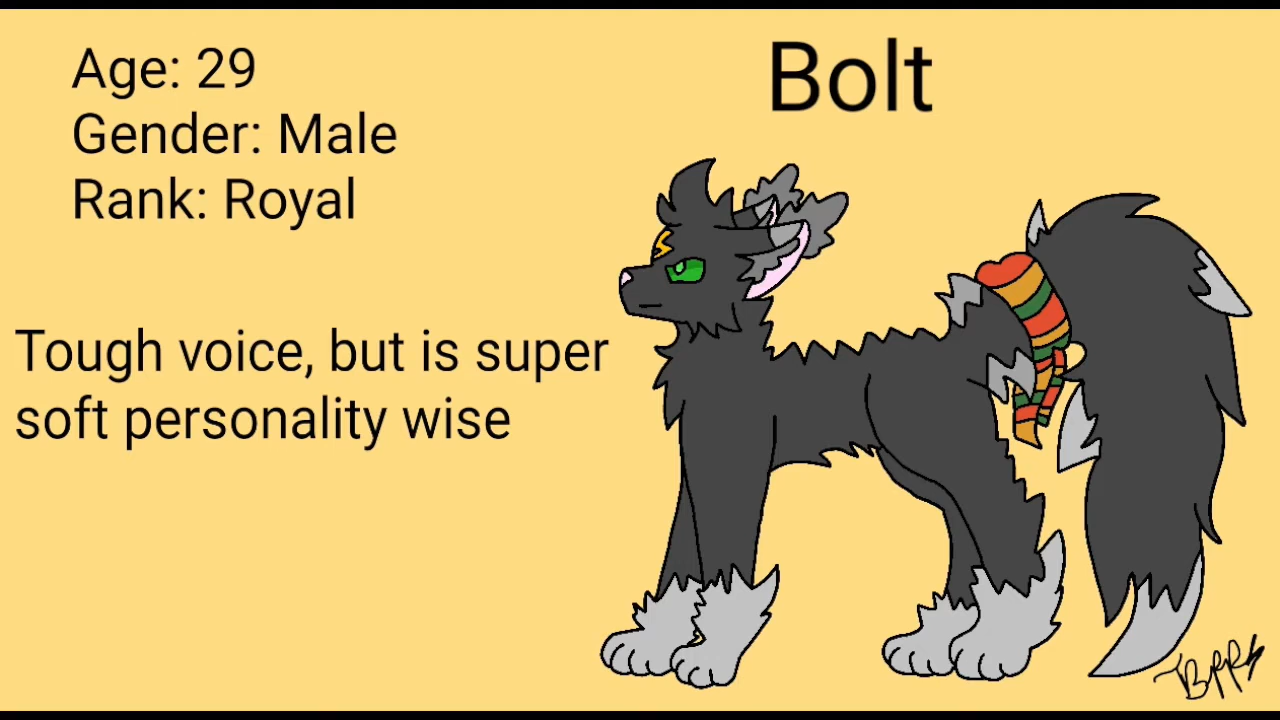 Age: 29
Gender: Male
Rank: Royal
Bolt
Tough voice, but is super
soft personality wise